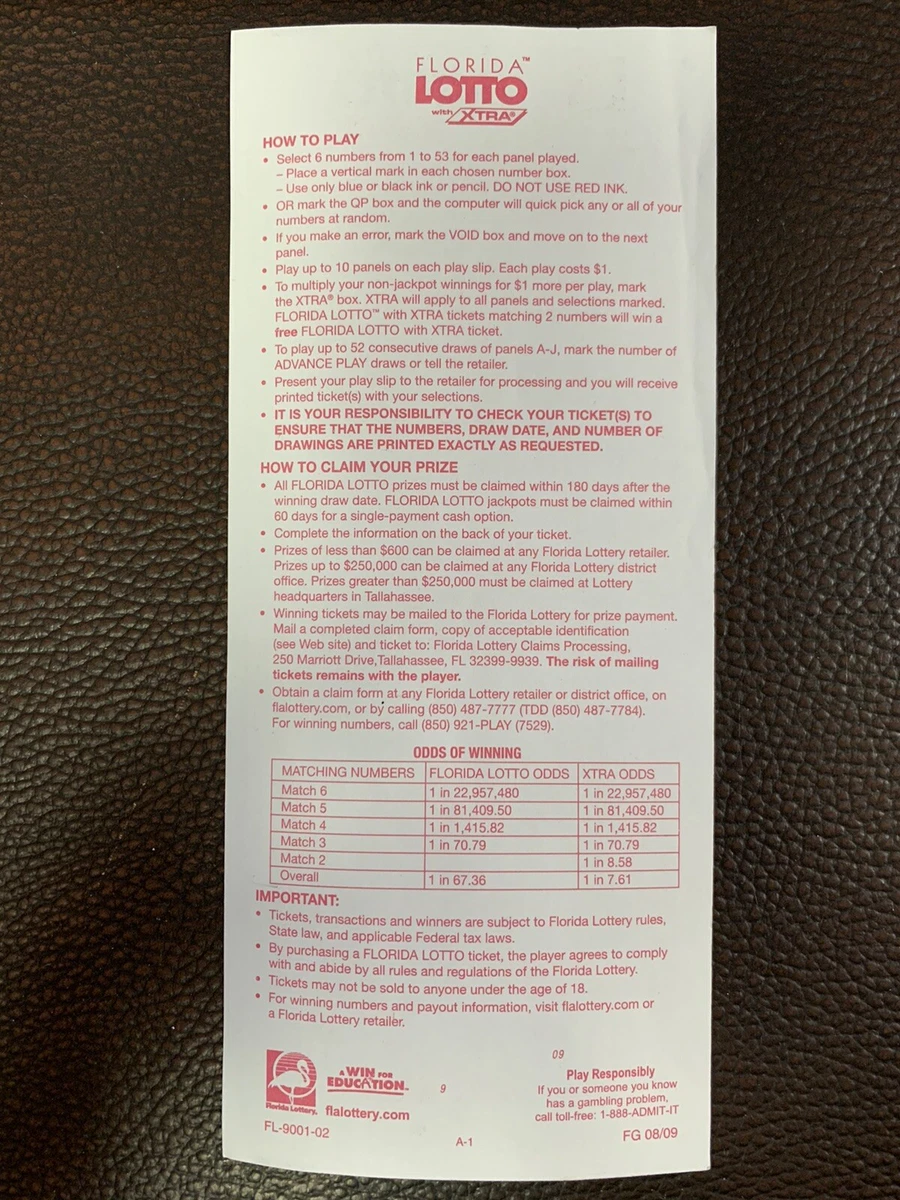 FLORIDA™
LOTTO
with XTRA®
HOW TO PLAY
• Select 6 numbers from 1 to 53 for each panel played.
– Place a vertical mark in each chosen number box.
– Use only blue or black ink or pencil. DO NOT USE RED INK.
• OR mark the QP box and the computer will quick pick any or all of your
numbers at random.
• If you make an error, mark the VOID box and move on to the next
panel.
• Play up to 10 panels on each play slip. Each play costs $1.
• To multiply your non-jackpot winnings for $1 more per play, mark
the XTRA® box. XTRA will apply to all panels and selections marked.
FLORIDA LOTTO™ with XTRA tickets matching 2 numbers will win a
free FLORIDA LOTTO with XTRA ticket.
• To play up to 52 consecutive draws of panels A-J, mark the number of
ADVANCE PLAY draws or tell the retailer.
• Present your play slip to the retailer for processing and you will receive
printed ticket(s) with your selections.
• IT IS YOUR RESPONSIBILITY TO CHECK YOUR TICKET(S) TO
ENSURE THAT THE NUMBERS, DRAW DATE, AND NUMBER OF
DRAWINGS ARE PRINTED EXACTLY AS REQUESTED.
HOW TO CLAIM YOUR PRIZE
• All FLORIDA LOTTO prizes must be claimed within 180 days after the
winning draw date. FLORIDA LOTTO jackpots must be claimed within
60 days for a single-payment cash option.
• Complete the information on the back of your ticket.
• Prizes of less than $600 can be claimed at any Florida Lottery retailer.
Prizes up to $250,000 can be claimed at any Florida Lottery district
office. Prizes greater than $250,000 must be claimed at Lottery
headquarters in Tallahassee.
• Winning tickets may be mailed to the Florida Lottery for prize payment.
Mail a completed claim form, copy of acceptable identification
(see Web site) and ticket to: Florida Lottery Claims Processing,
250 Marriott Drive,Tallahassee, FL 32399-9939. The risk of mailing
tickets remains with the player.
• Obtain a claim form at any Florida Lottery retailer or district office, on
flalottery.com, or by calling (850) 487-7777 (TDD (850) 487-7784).
For winning numbers, call (850) 921-PLAY (7529).
ODDS OF WINNING
MATCHING NUMBERS FLORIDA LOTTO ODDS XTRA ODDS
Match 6 1 in 22,957,480 1 in 22,957,480
Match 5 1 in 81,409.50 1 in 81,409.50
Match 4 1 in 1,415.82 1 in 1,415.82
Match 3 1 in 70.79 1 in 70.79
Match 2 1 in 8.58
Overall 1 in 67.36 1 in 7.61
IMPORTANT:
• Tickets, transactions and winners are subject to Florida Lottery rules,
State law, and applicable Federal tax laws.
• By purchasing a FLORIDA LOTTO ticket, the player agrees to comply
with and abide by all rules and regulations of the Florida Lottery.
• Tickets may not be sold to anyone under the age of 18.
• For winning numbers and payout information, visit flalottery.com or
a Florida Lottery retailer.
Florida Lottery.
A WIN FOR
EDUCATION.
flalottery.com
FL-9001-02
9
A-1
09
Play Responsibly
If you or someone you know
has a gambling problem,
call toll-free: 1-888-ADMIT-IT
FG 08/09